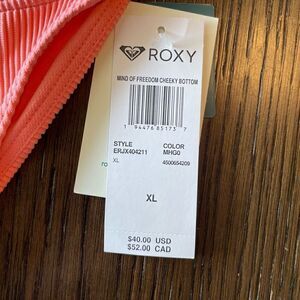 ROXY
MIND OF FREEDOM CHEEKY BOTTOM
1 94476 85173 7
STYLE COLOR
ERJX404211 MHG0
XL 4500654209
XL
$40.00 USD
$52.00 CAD